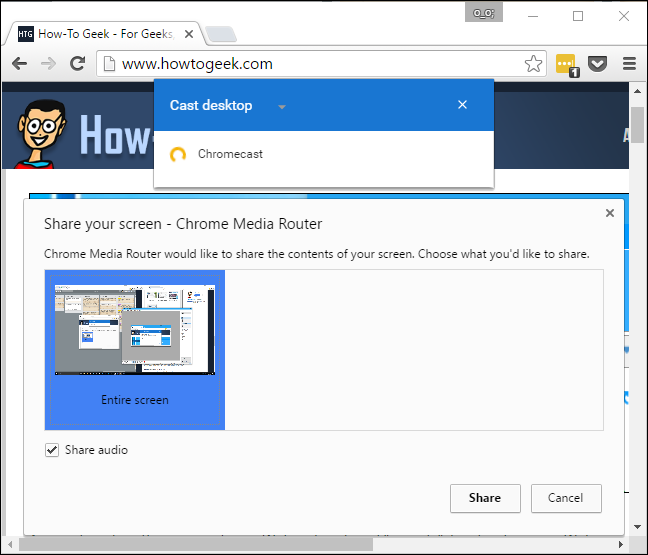 o_o;
HTG How-To Geek - For Geeks,
www.howtogeek.com
1
Cast desktop
How-
A
Chromecast
Share your screen - Chrome Media Router
Chrome Media Router would like to share the contents of your screen. Choose what you'd like to share.
Entire screen
Share audio
Share Cancel